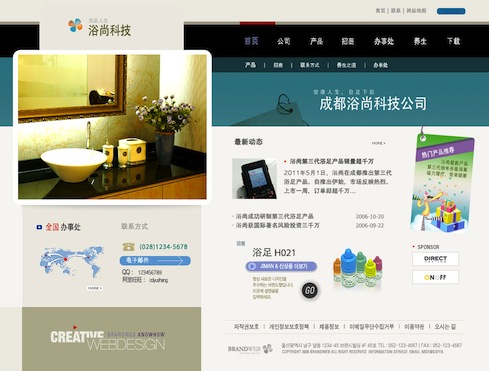 首页 | 联系 | 网站地图
浴足人生
浴尚科技
首页 公司 产品 招商 办事处 养生 下载
产品 | 招商 | 联系方式 | 养生之道 | 办事处
健康人生，自足下起
成都浴尚科技公司
最新动态
MORE
浴尚第三代浴足产品销量超千万
2011年5月1日，浴尚在成都推出第三代
浴足产品，自推出伊始，市场反映热烈，
上市一周，订单超千万...
· 浴尚成功研制第三代浴足产品 2006-10-20
· 浴尚获国际著名风险投资三千万 2006-09-22
热门产品推荐
全国 办事处
MORE
联系方式
(028)1234-5678
电子邮件
QQ： 123456789
阿里旺旺： cdyushang
招商
浴足 H021
JIMAN & 신상품 더보기
GO
SPONSOR
DIRECT
ON OFF
CREATIVE
BRANDWEB KNOWHOW
WEBDESIGN
저작권보호 | 개인정보보호정책 | 제휴정보 | 이메일무단수집거부 | 이용약관 | 오시는 길
BRANDWEB
COPYRIGHT 2006 BRANDWEB ALL RIGHT RESERVED